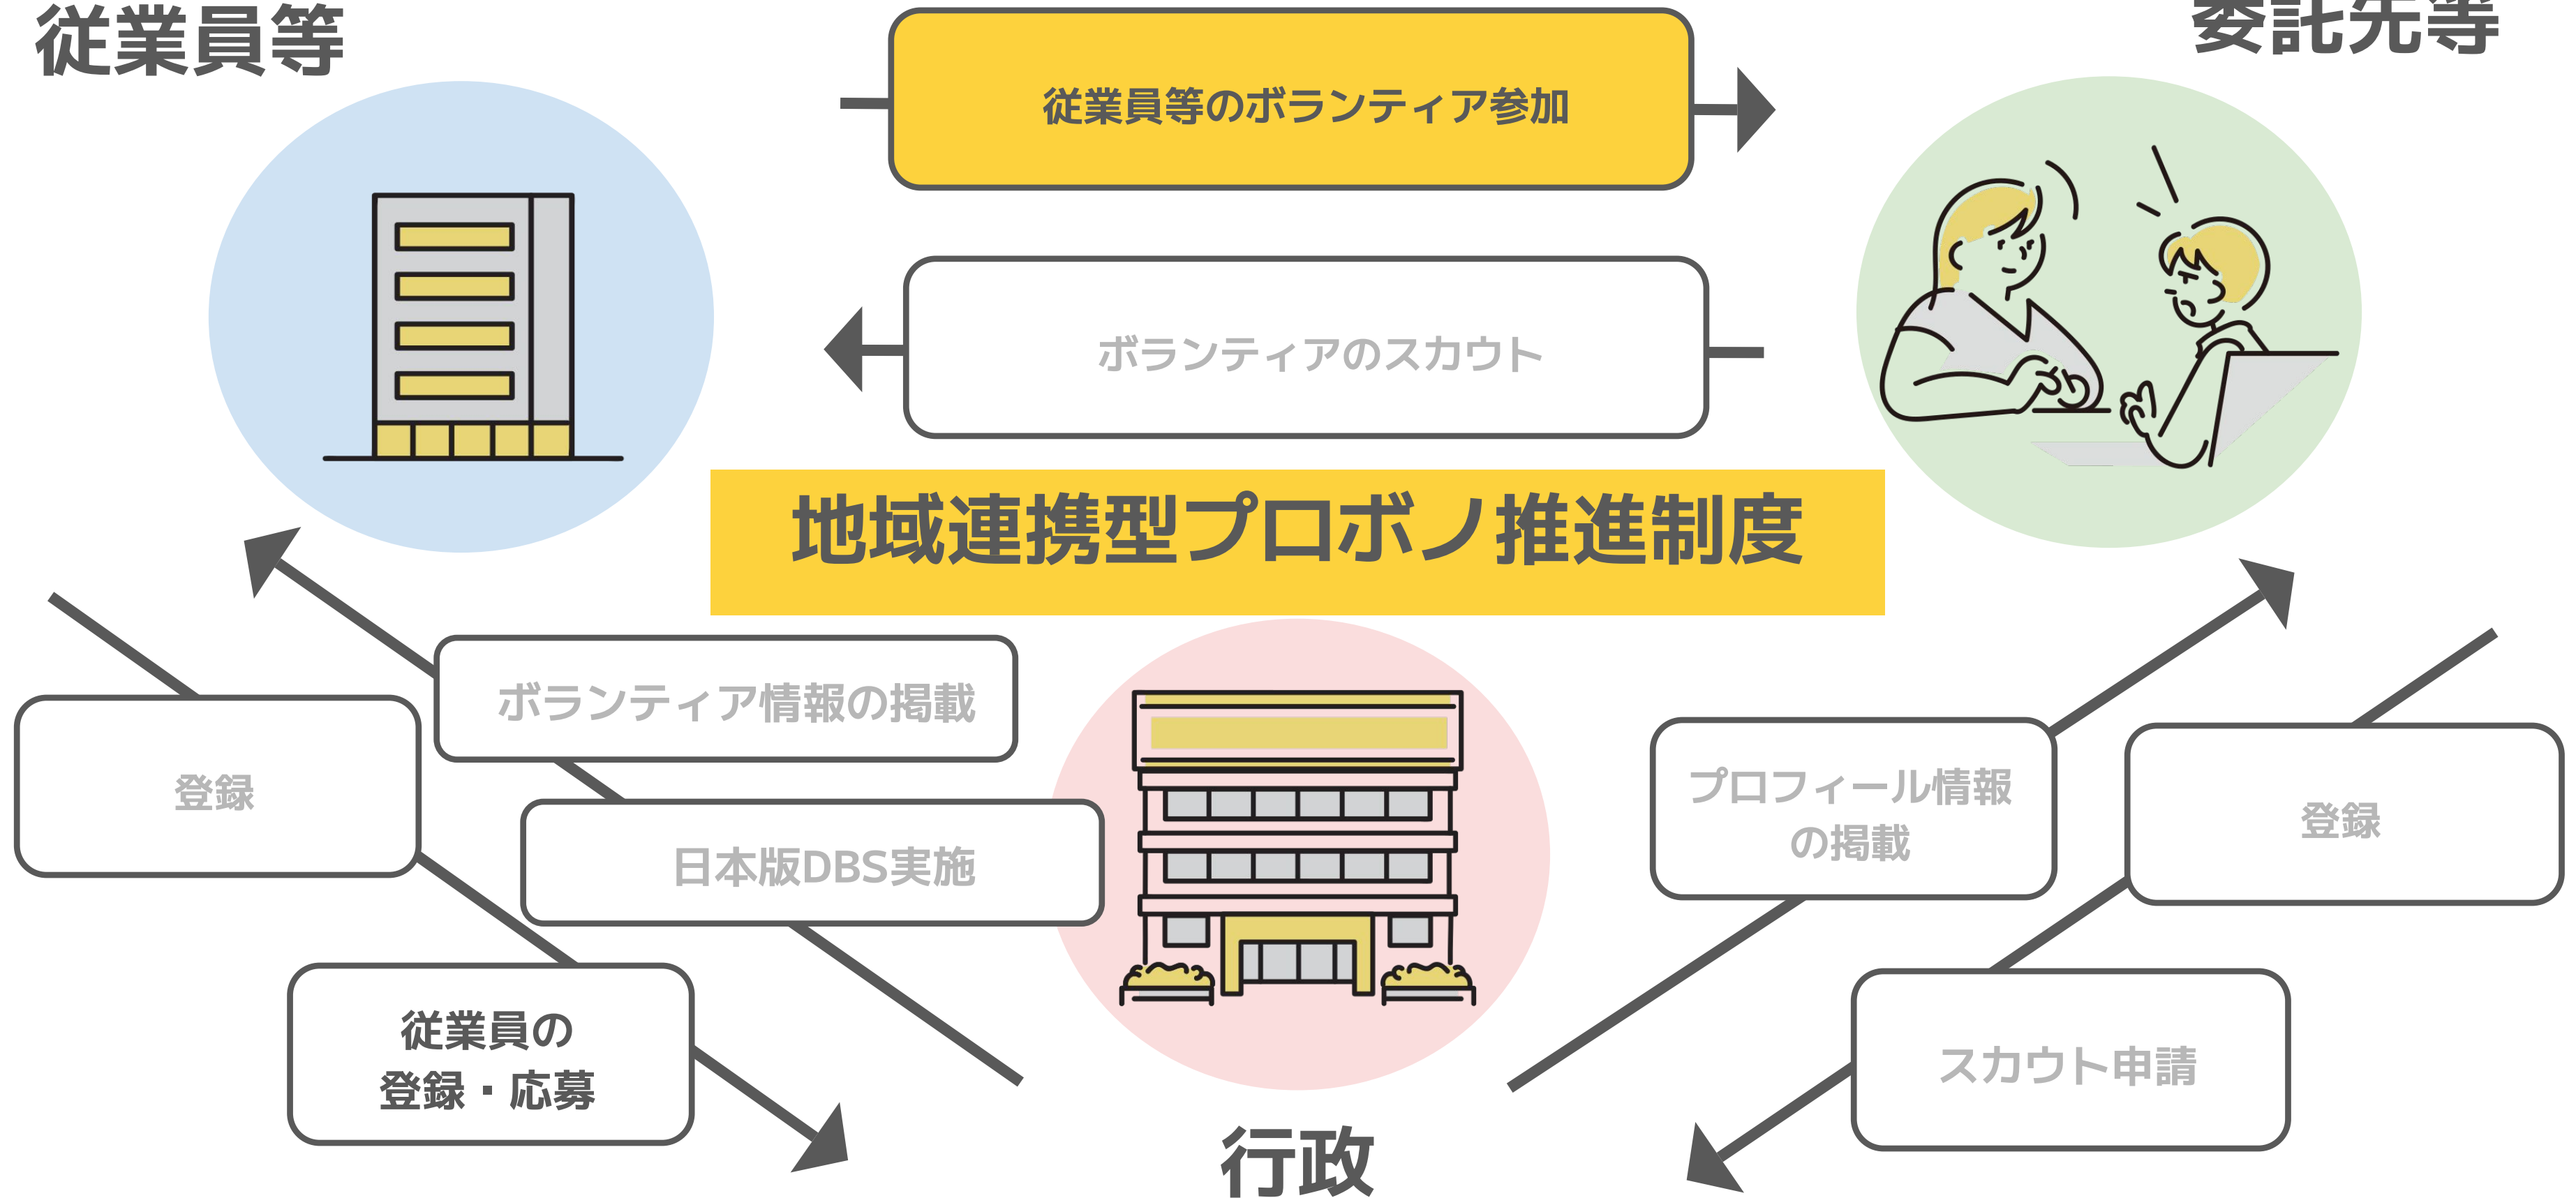 従業員等
委託先等
従業員等のボランティア参加
ボランティアのスカウト
地域連携型プロボノ推進制度
ボランティア情報の掲載
登録
日本版DBS実施
プロフィール情報
の掲載
登録
従業員の
登録・応募
スカウト申請
行政